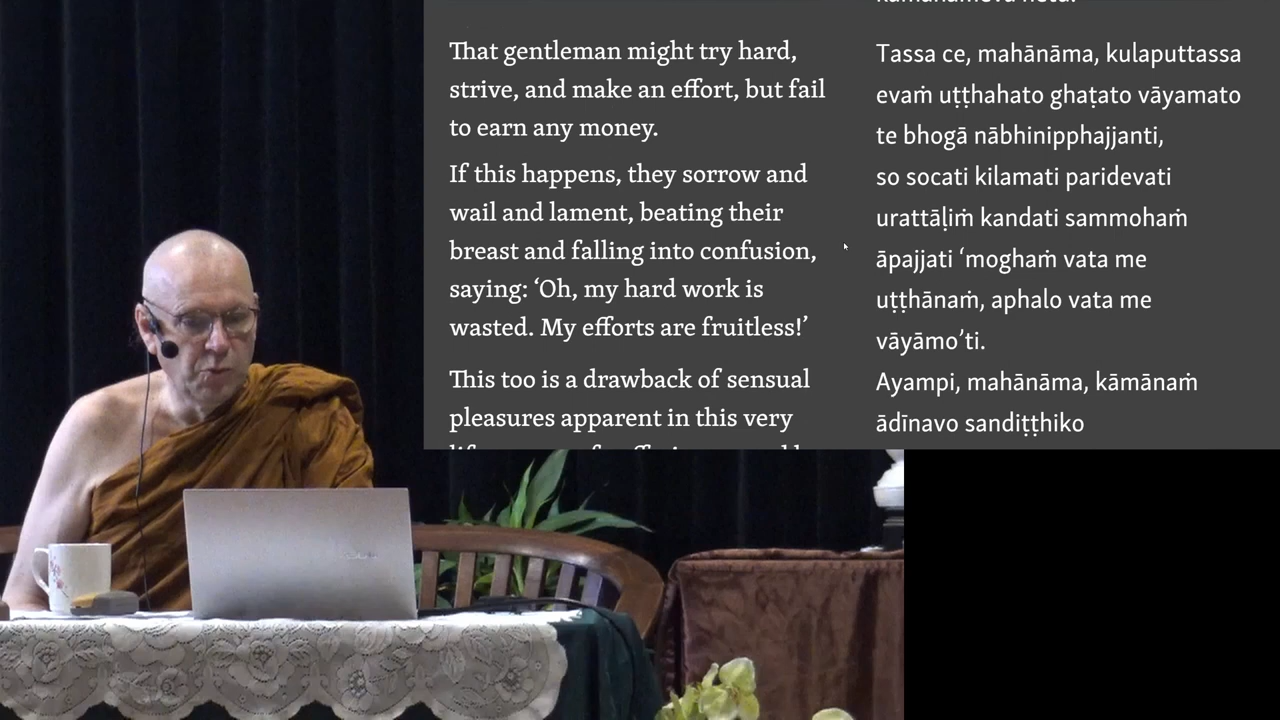 That gentleman might try hard,
strive, and make an effort, but fail
to earn any money.
If this happens, they sorrow and
wail and lament, beating their
breast and falling into confusion,
saying: ‘Oh, my hard work is
wasted. My efforts are fruitless!’
This too is a drawback of sensual
pleasures apparent in this very
Tassa ce, mahānāma, kulaputtassa
evaṁ uṭṭhahato ghaṭato vāyamato
te bhogā nābhinipphajjanti,
so socati kilamati paridevati
urattāḷiṁ kandati sammohaṁ
āpajjati ‘moghaṁ vata me
uṭṭhānaṁ, aphalo vata me
vāyāmo’ti.
Ayampi, mahānāma, kāmānaṁ
ādīnavo sandiṭṭhiko